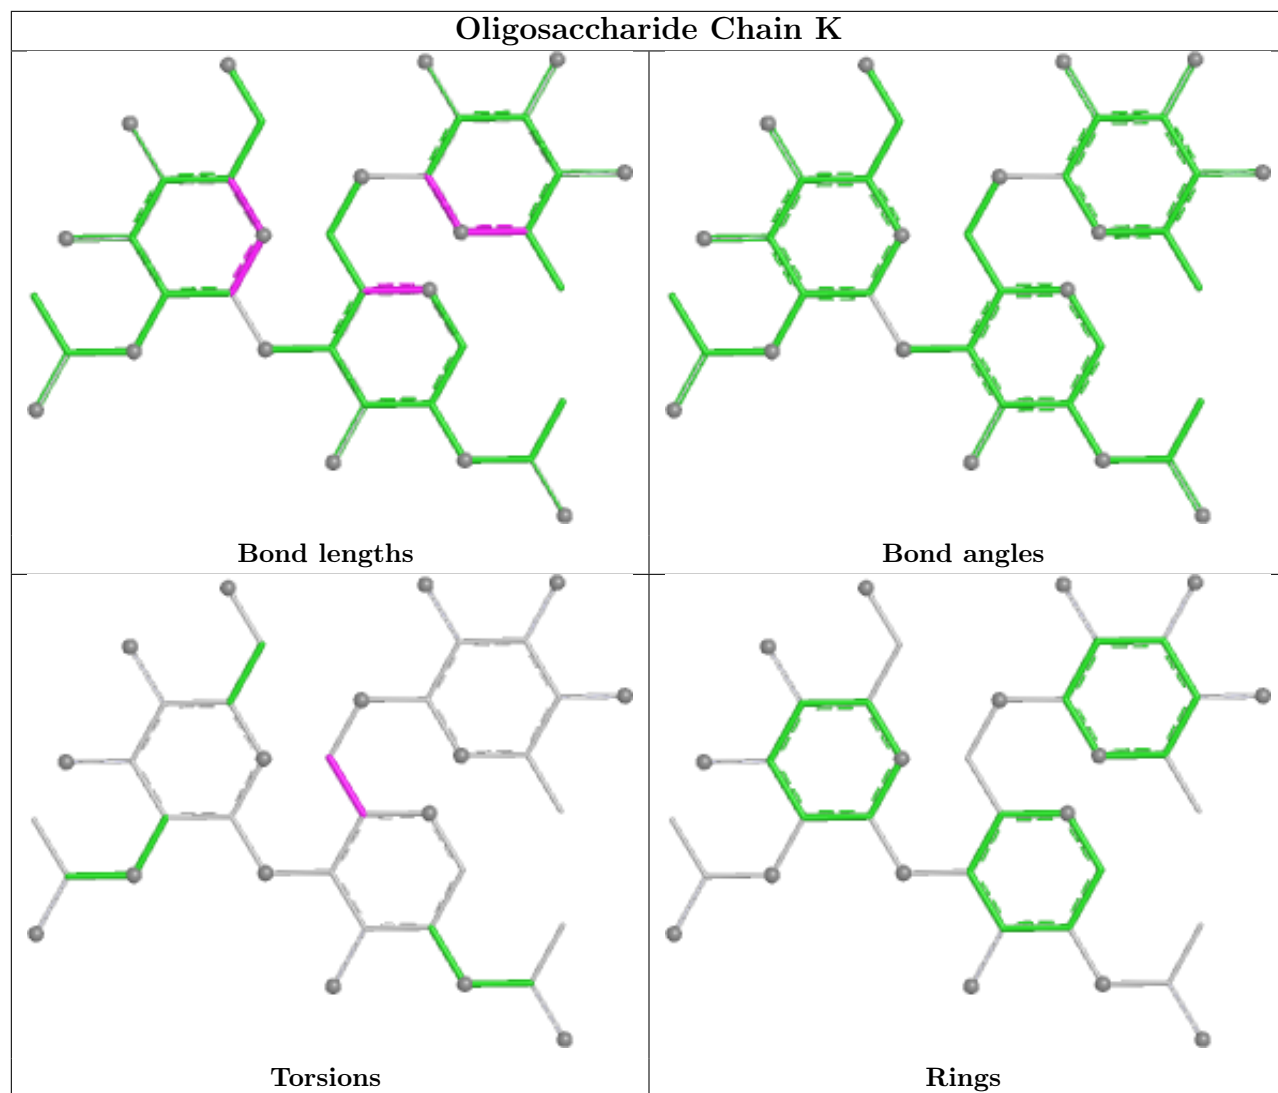 Oligosaccharide Chain K
Bond lengths
Bond angles
Torsions
Rings